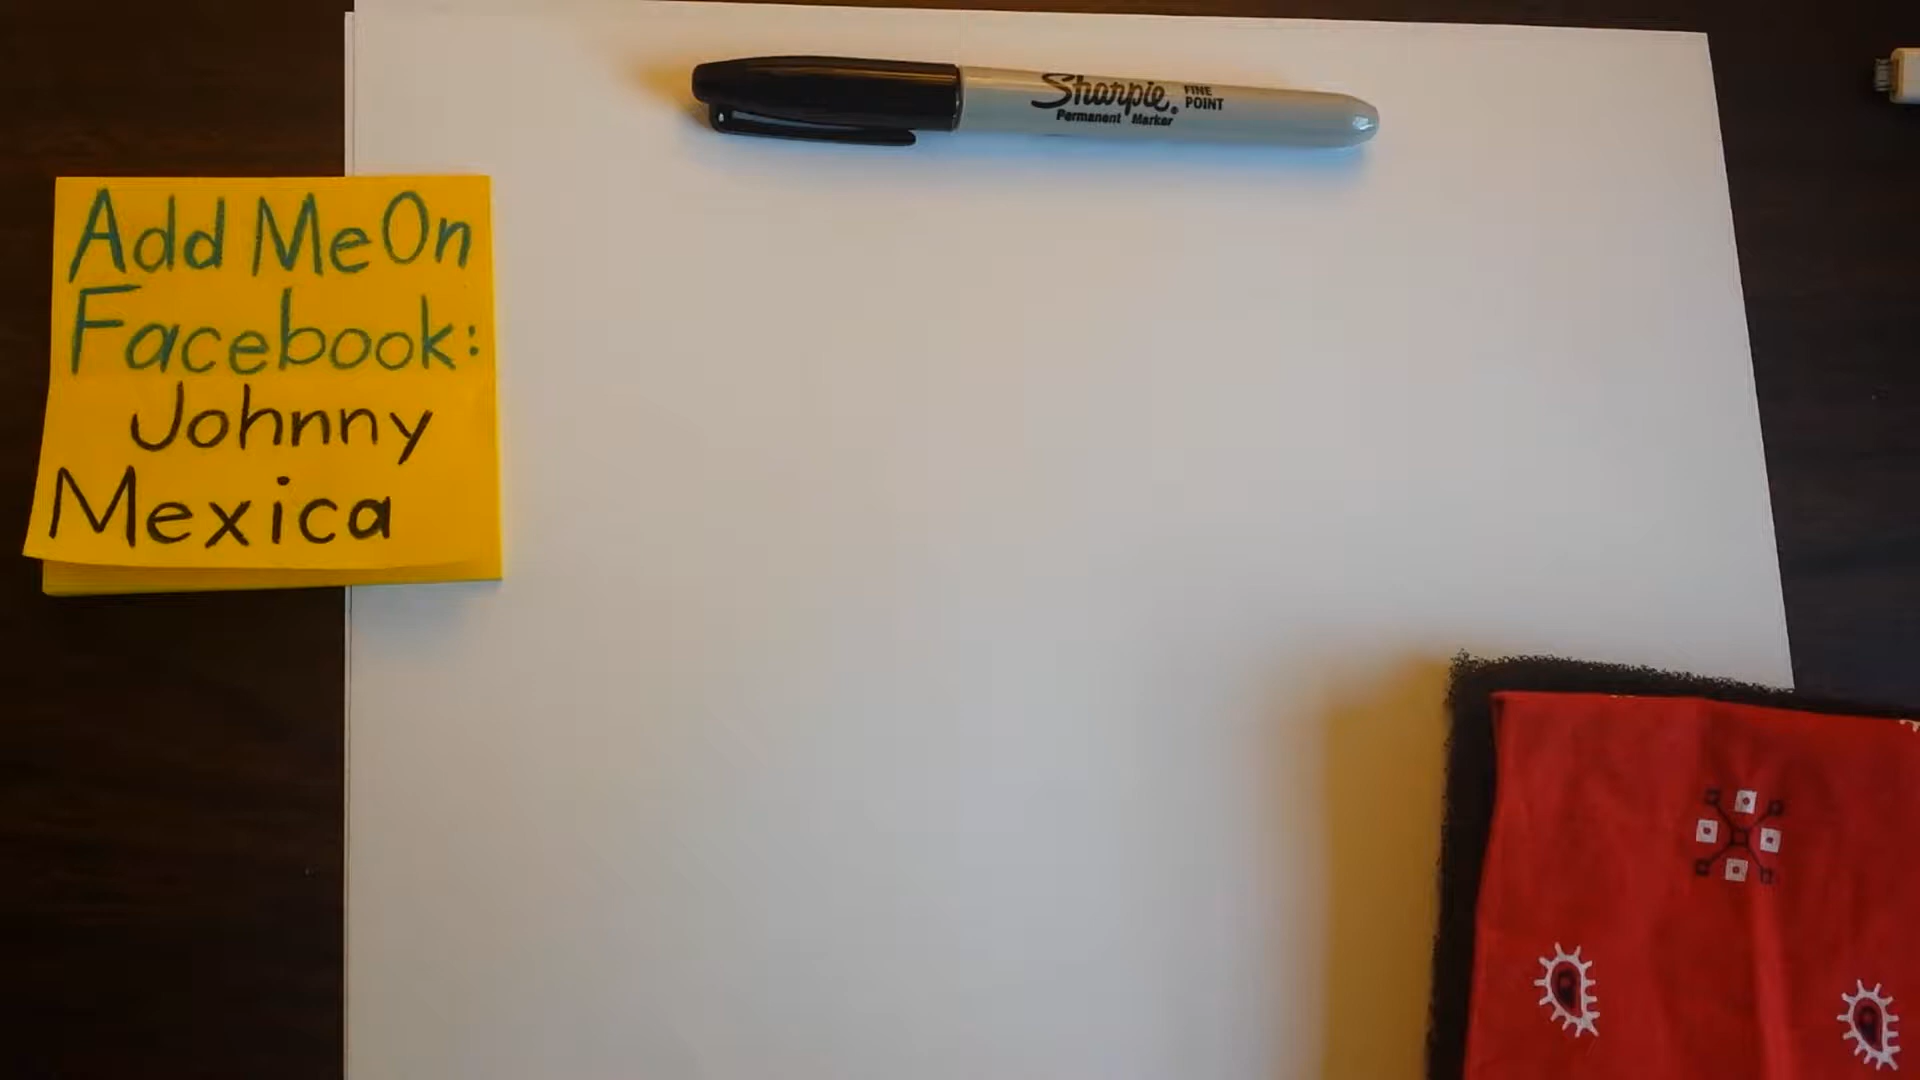 Add Me On
Facebook:
Johnny
Mexica
Sharpie. FINE POINT
Permanent Marker